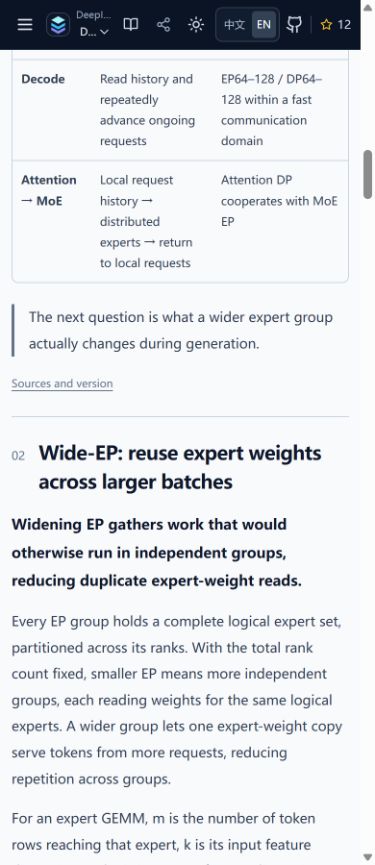 Deepl...
D...
中文 EN
12
Decode
Read history and
repeatedly
advance ongoing
requests
EP64–128 / DP64–
128 within a fast
communication
domain
Attention
→ MoE
Local request
history →
distributed
experts → return
to local requests
Attention DP
cooperates with MoE
EP
The next question is what a wider expert group
actually changes during generation.
Sources and version
02 Wide-EP: reuse expert weights
across larger batches
Widening EP gathers work that would
otherwise run in independent groups,
reducing duplicate expert-weight reads.
Every EP group holds a complete logical expert set,
partitioned across its ranks. With the total rank
count fixed, smaller EP means more independent
groups, each reading weights for the same logical
experts. A wider group lets one expert-weight copy
serve tokens from more requests, reducing
repetition across groups.
For an expert GEMM, m is the number of token
rows reaching that expert, k is its input feature